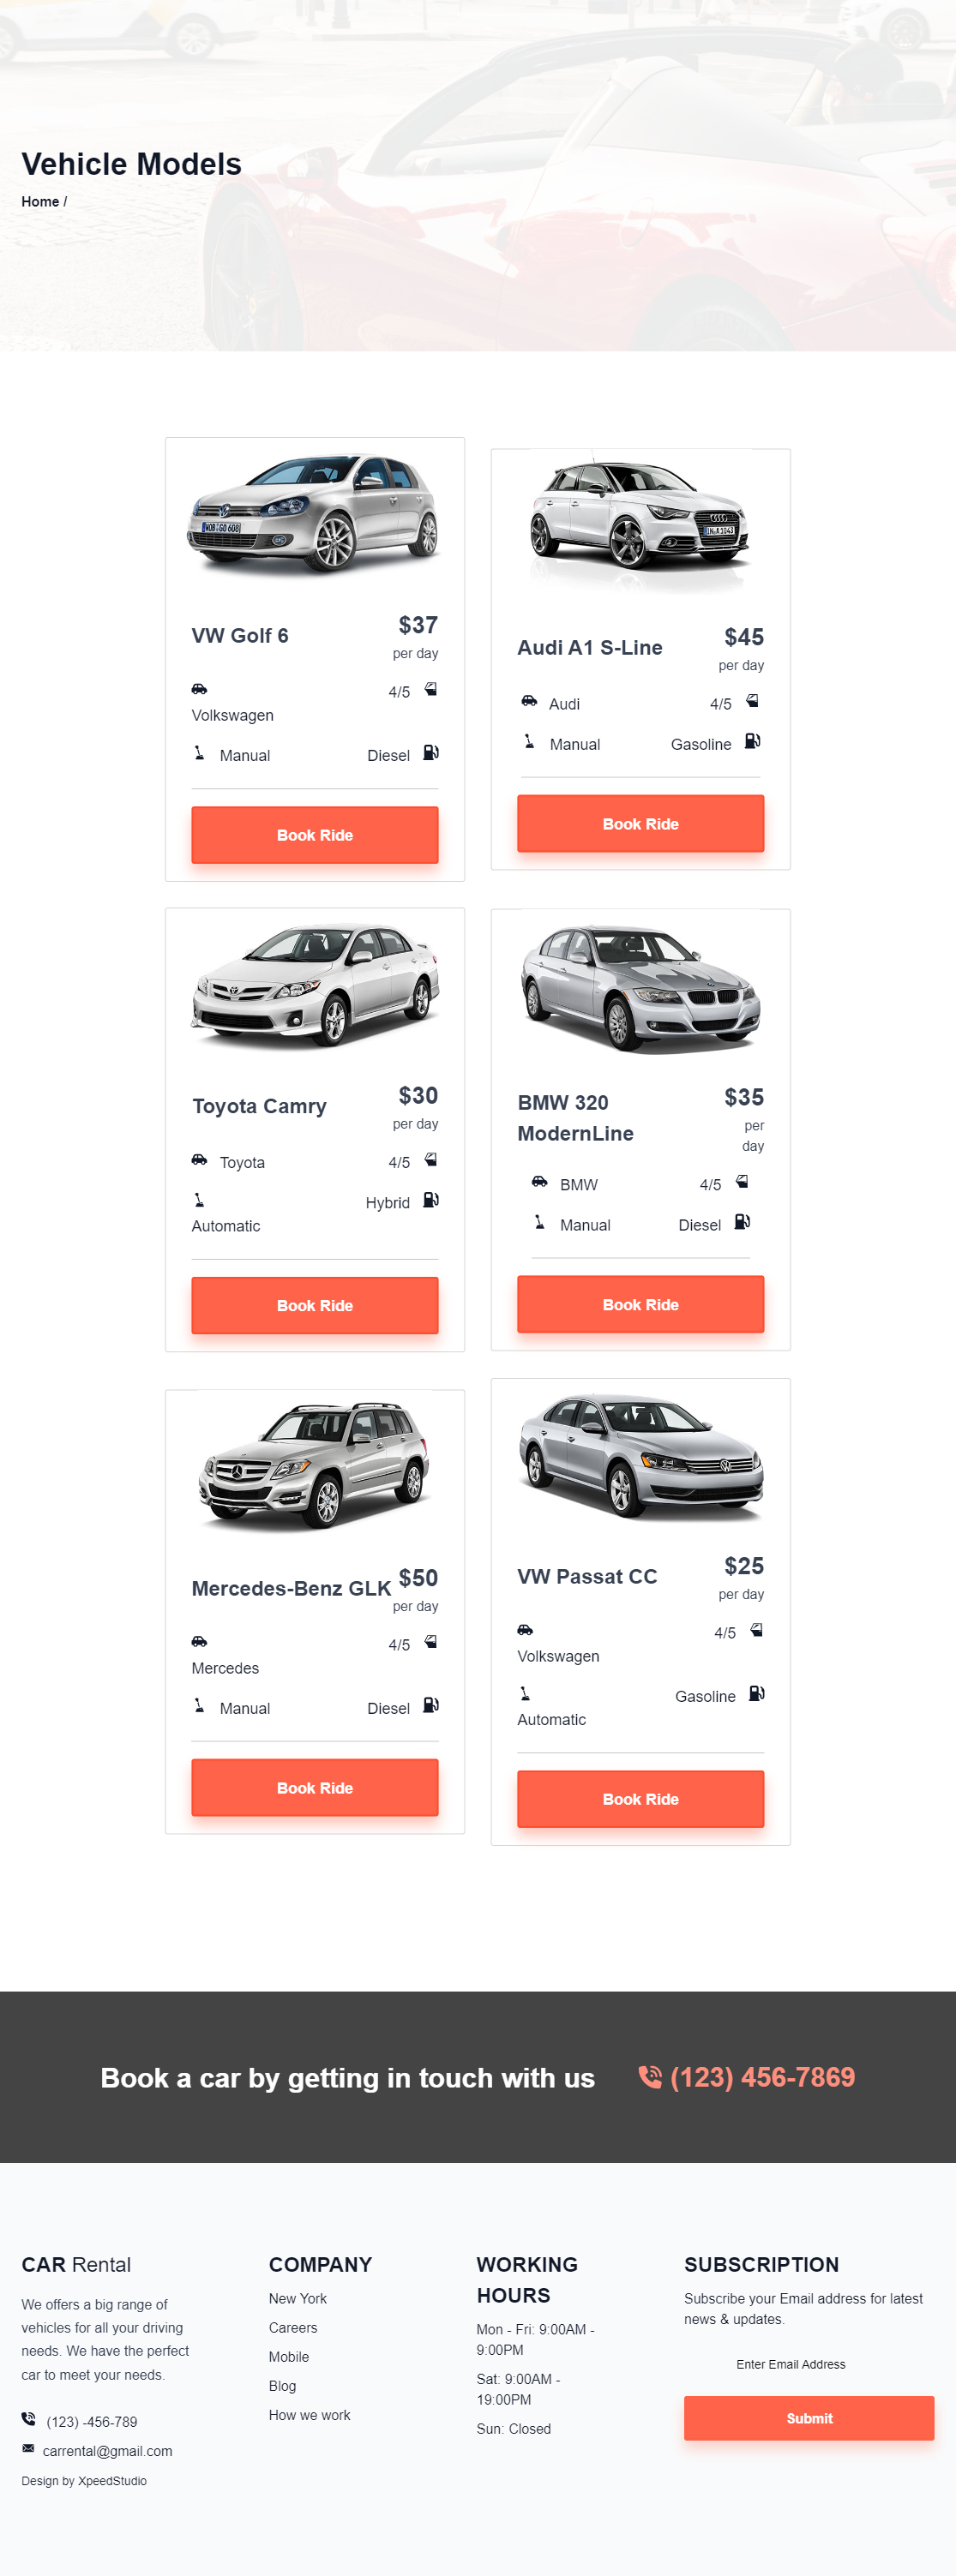 Vehicle Models
Home /
WOB GO 608
VW Golf 6
$37
per day
4/5
Volkswagen
Manual
Diesel
Book Ride
IN A 1043
Audi A1 S-Line
$45
per day
Audi
4/5
Manual
Gasoline
Book Ride
Toyota Camry
$30
per day
Toyota
4/5
Hybrid
Automatic
Book Ride
BMW 320
ModernLine
$35
per
day
BMW
4/5
Manual
Diesel
Book Ride
Mercedes-Benz GLK
$50
per day
4/5
Mercedes
Manual
Diesel
Book Ride
VW Passat CC
$25
per day
4/5
Volkswagen
Gasoline
Automatic
Book Ride
Book a car by getting in touch with us
(123) 456-7869
CAR Rental
We offers a big range of
vehicles for all your driving
needs. We have the perfect
car to meet your needs.
(123) -456-789
carrental@gmail.com
Design by XpeedStudio
COMPANY
New York
Careers
Mobile
Blog
How we work
WORKING
HOURS
Mon - Fri: 9:00AM -
9:00PM
Sat: 9:00AM -
19:00PM
Sun: Closed
SUBSCRIPTION
Subscribe your Email address for latest
news & updates.
Enter Email Address
Submit